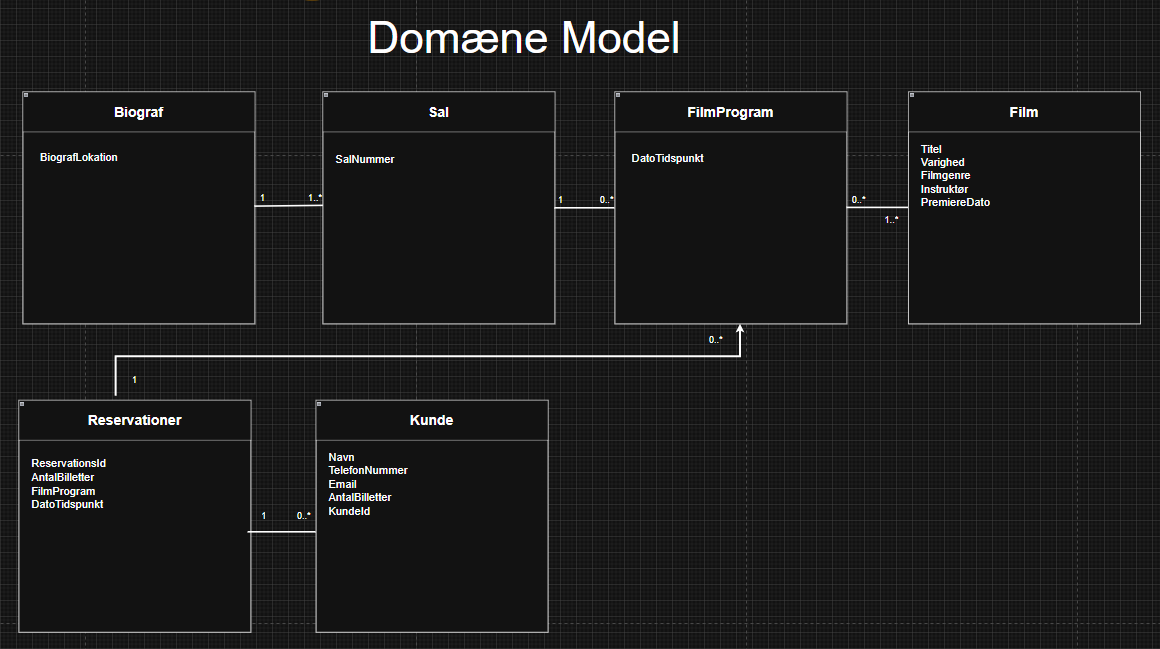 Domæne Model
Biograf
BiografLokation
1
1..*
Sal
SalNummer
1
0..*
FilmProgram
DatoTidspunkt
0..*
1..*
Film
Titel
Varighed
Filmgenre
Instruktør
PremiereDato
0..*
1
Reservationer
ReservationsId
AntalBilletter
FilmProgram
DatoTidspunkt
1
0..*
Kunde
Navn
TelefonNummer
Email
AntalBilletter
KundeId